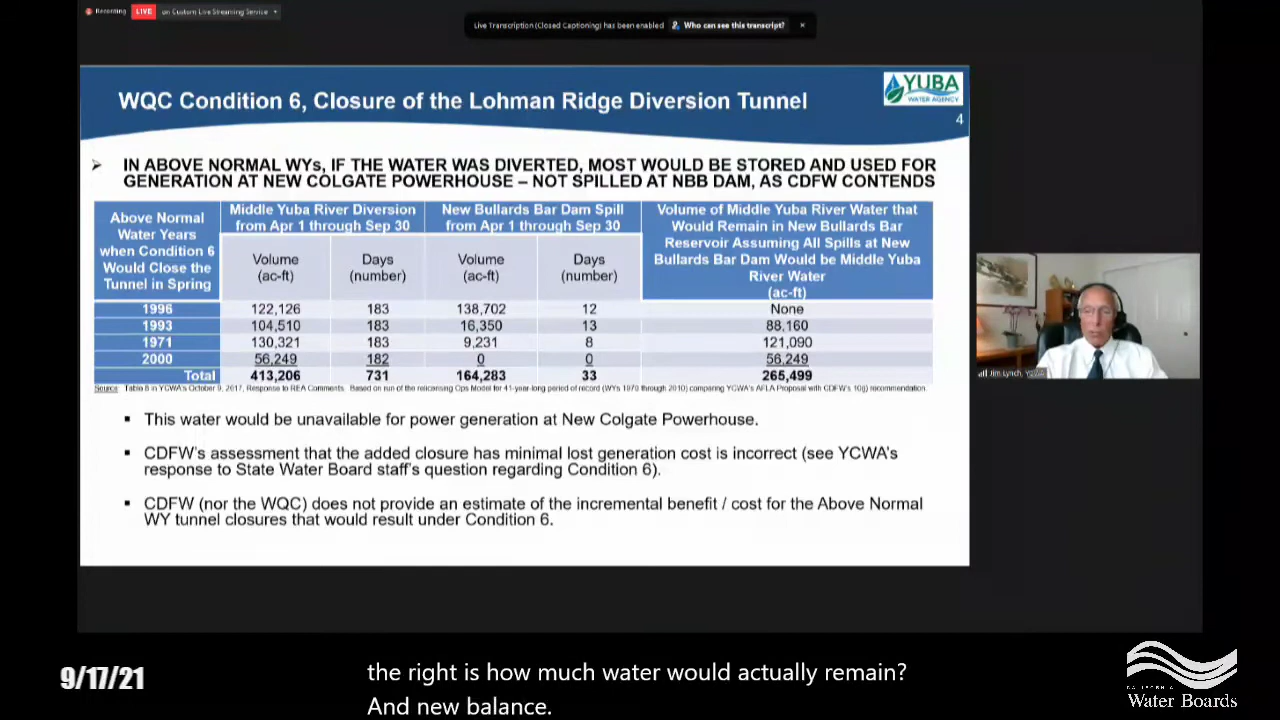 Recording LIVE on Custom Live Streaming Service
Live Transcription (Closed Captioning) has been enabled Who can see this transcript? ×
WQC Condition 6, Closure of the Lohman Ridge Diversion Tunnel
YUBA
WATER AGENCY
4
IN ABOVE NORMAL WYs, IF THE WATER WAS DIVERTED, MOST WOULD BE STORED AND USED FOR
GENERATION AT NEW COLGATE POWERHOUSE – NOT SPILLED AT NBB DAM, AS CDFW CONTENDS
Above Normal
Water Years
when Condition 6
Would Close the
Tunnel in Spring
Middle Yuba River Diversion
from Apr 1 through Sep 30
New Bullards Bar Dam Spill
from Apr 1 through Sep 30
Volume of Middle Yuba River Water that
Would Remain in New Bullards Bar
Reservoir Assuming All Spills at New
Bullards Bar Dam Would be Middle Yuba
River Water
(ac-ft)
Volume
(ac-ft)
Days
(number)
Volume
(ac-ft)
Days
(number)
1996 122,126 183 138,702 12 None
1993 104,510 183 16,350 13 88,160
1971 130,321 183 9,231 8 121,090
2000 56,249 182 0 0 56,249
Total 413,206 731 164,283 33 265,499
Source: Table 8 in YCWA's October 9, 2017, Response to REA Comments. Based on run of the relicensing Ops Model for 41-year-long period of record (WYs 1970 through 2010) comparing YCWA's AFLA Proposal with CDFW's 10(j) recommendation.
▪ This water would be unavailable for power generation at New Colgate Powerhouse.
▪ CDFW's assessment that the added closure has minimal lost generation cost is incorrect (see YCWA's
response to State Water Board staff's question regarding Condition 6).
▪ CDFW (nor the WQC) does not provide an estimate of the incremental benefit / cost for the Above Normal
WY tunnel closures that would result under Condition 6.
Jim Lynch, YCWA
9/17/21
the right is how much water would actually remain?
And new balance.
CALIFORNIA
Water Boards